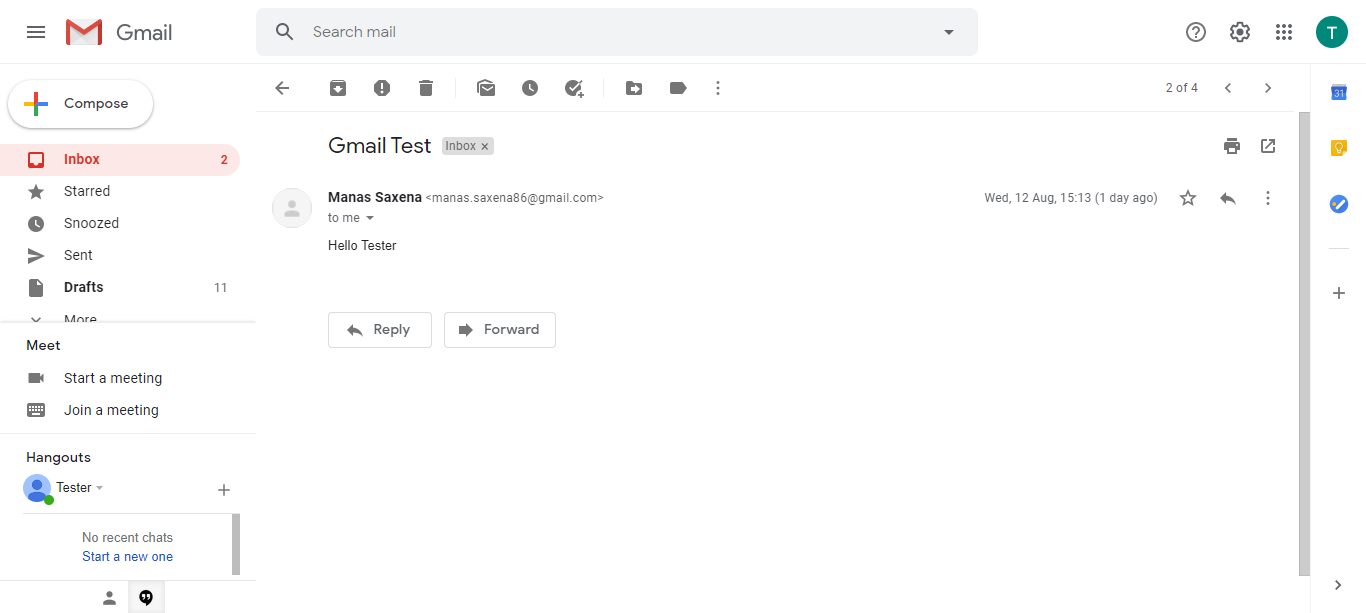 Gmail
Search mail
T
Compose
2 of 4
31
Inbox 2
Starred
Snoozed
Sent
Drafts 11
More
Gmail Test Inbox ×
Manas Saxena <manas.saxena86@gmail.com> Wed, 12 Aug, 15:13 (1 day ago)
to me
Hello Tester
Reply Forward
Meet
Start a meeting
Join a meeting
Hangouts
Tester
No recent chats
Start a new one